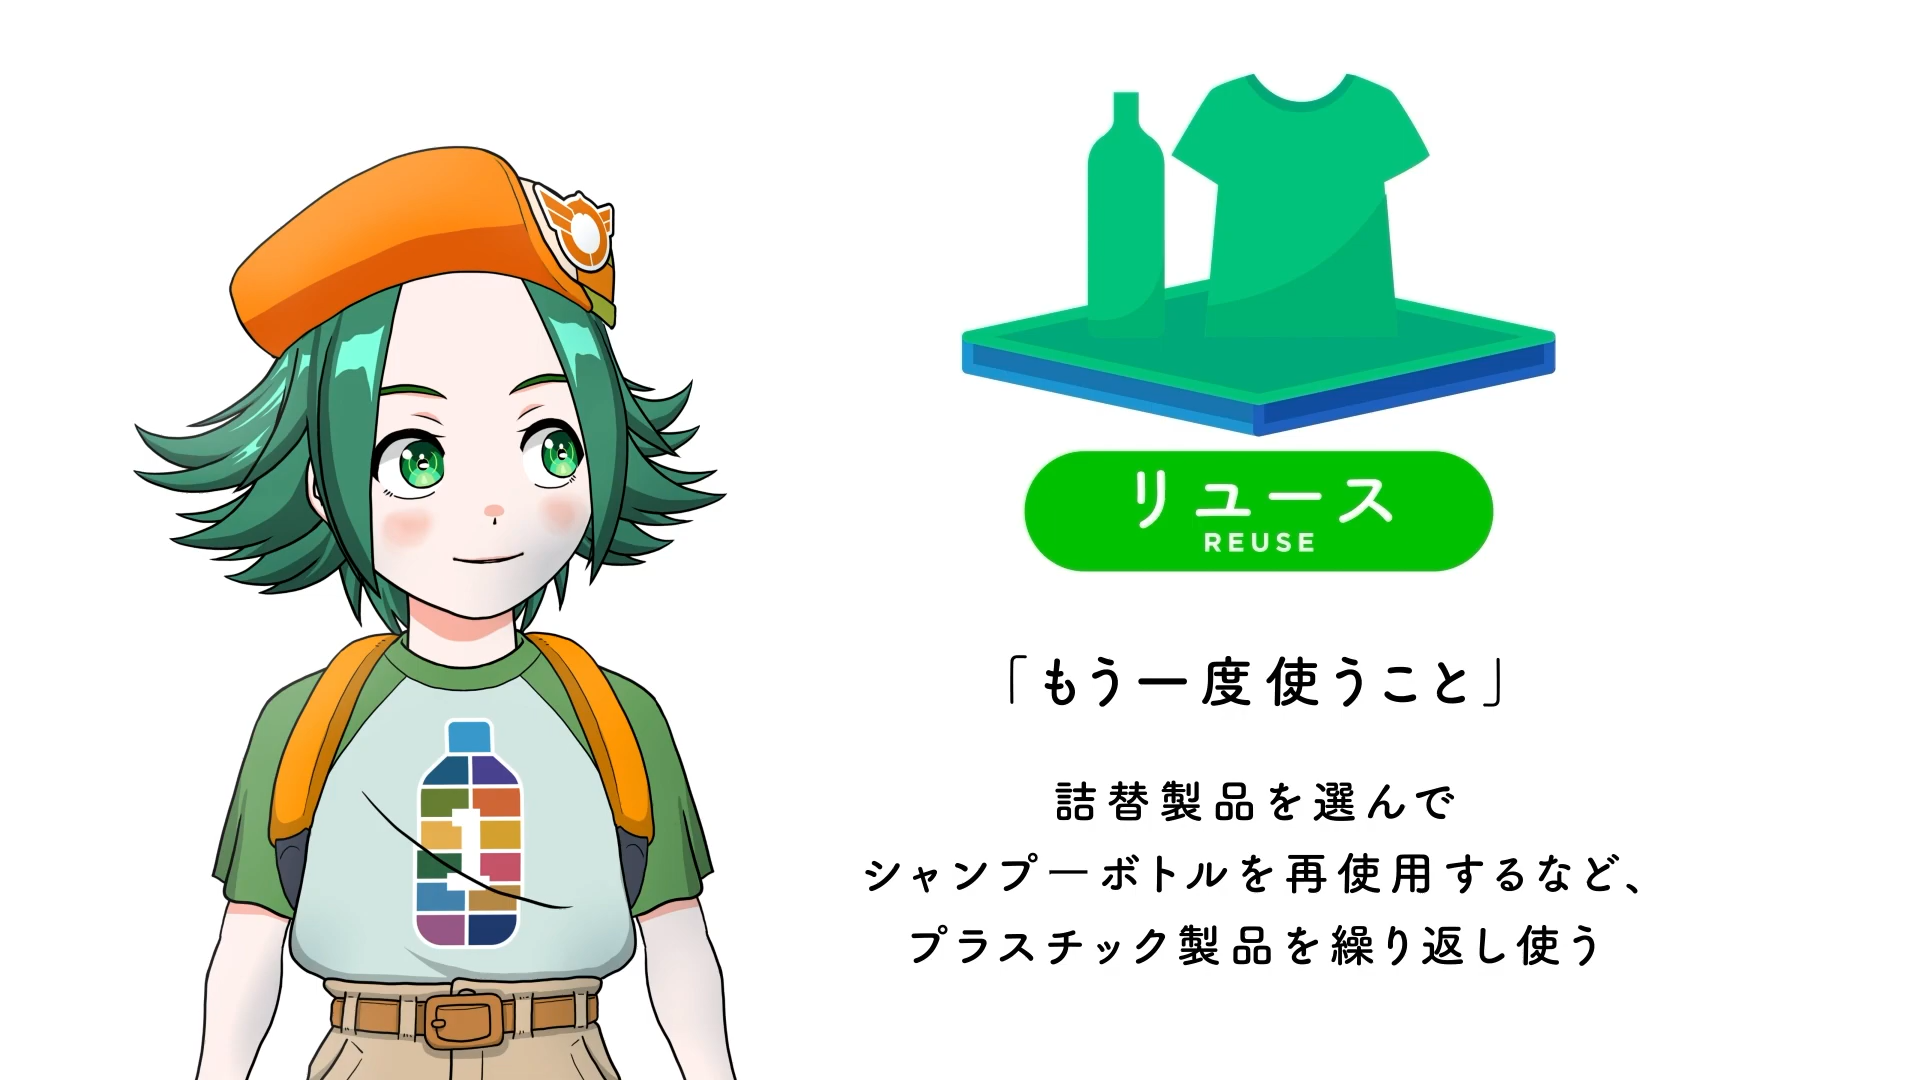 リユース
REUSE
「もう一度使うこと」
詰替製品を選んで
シャンプーボトルを再使用するなど、
プラスチック製品を繰り返し使う
1